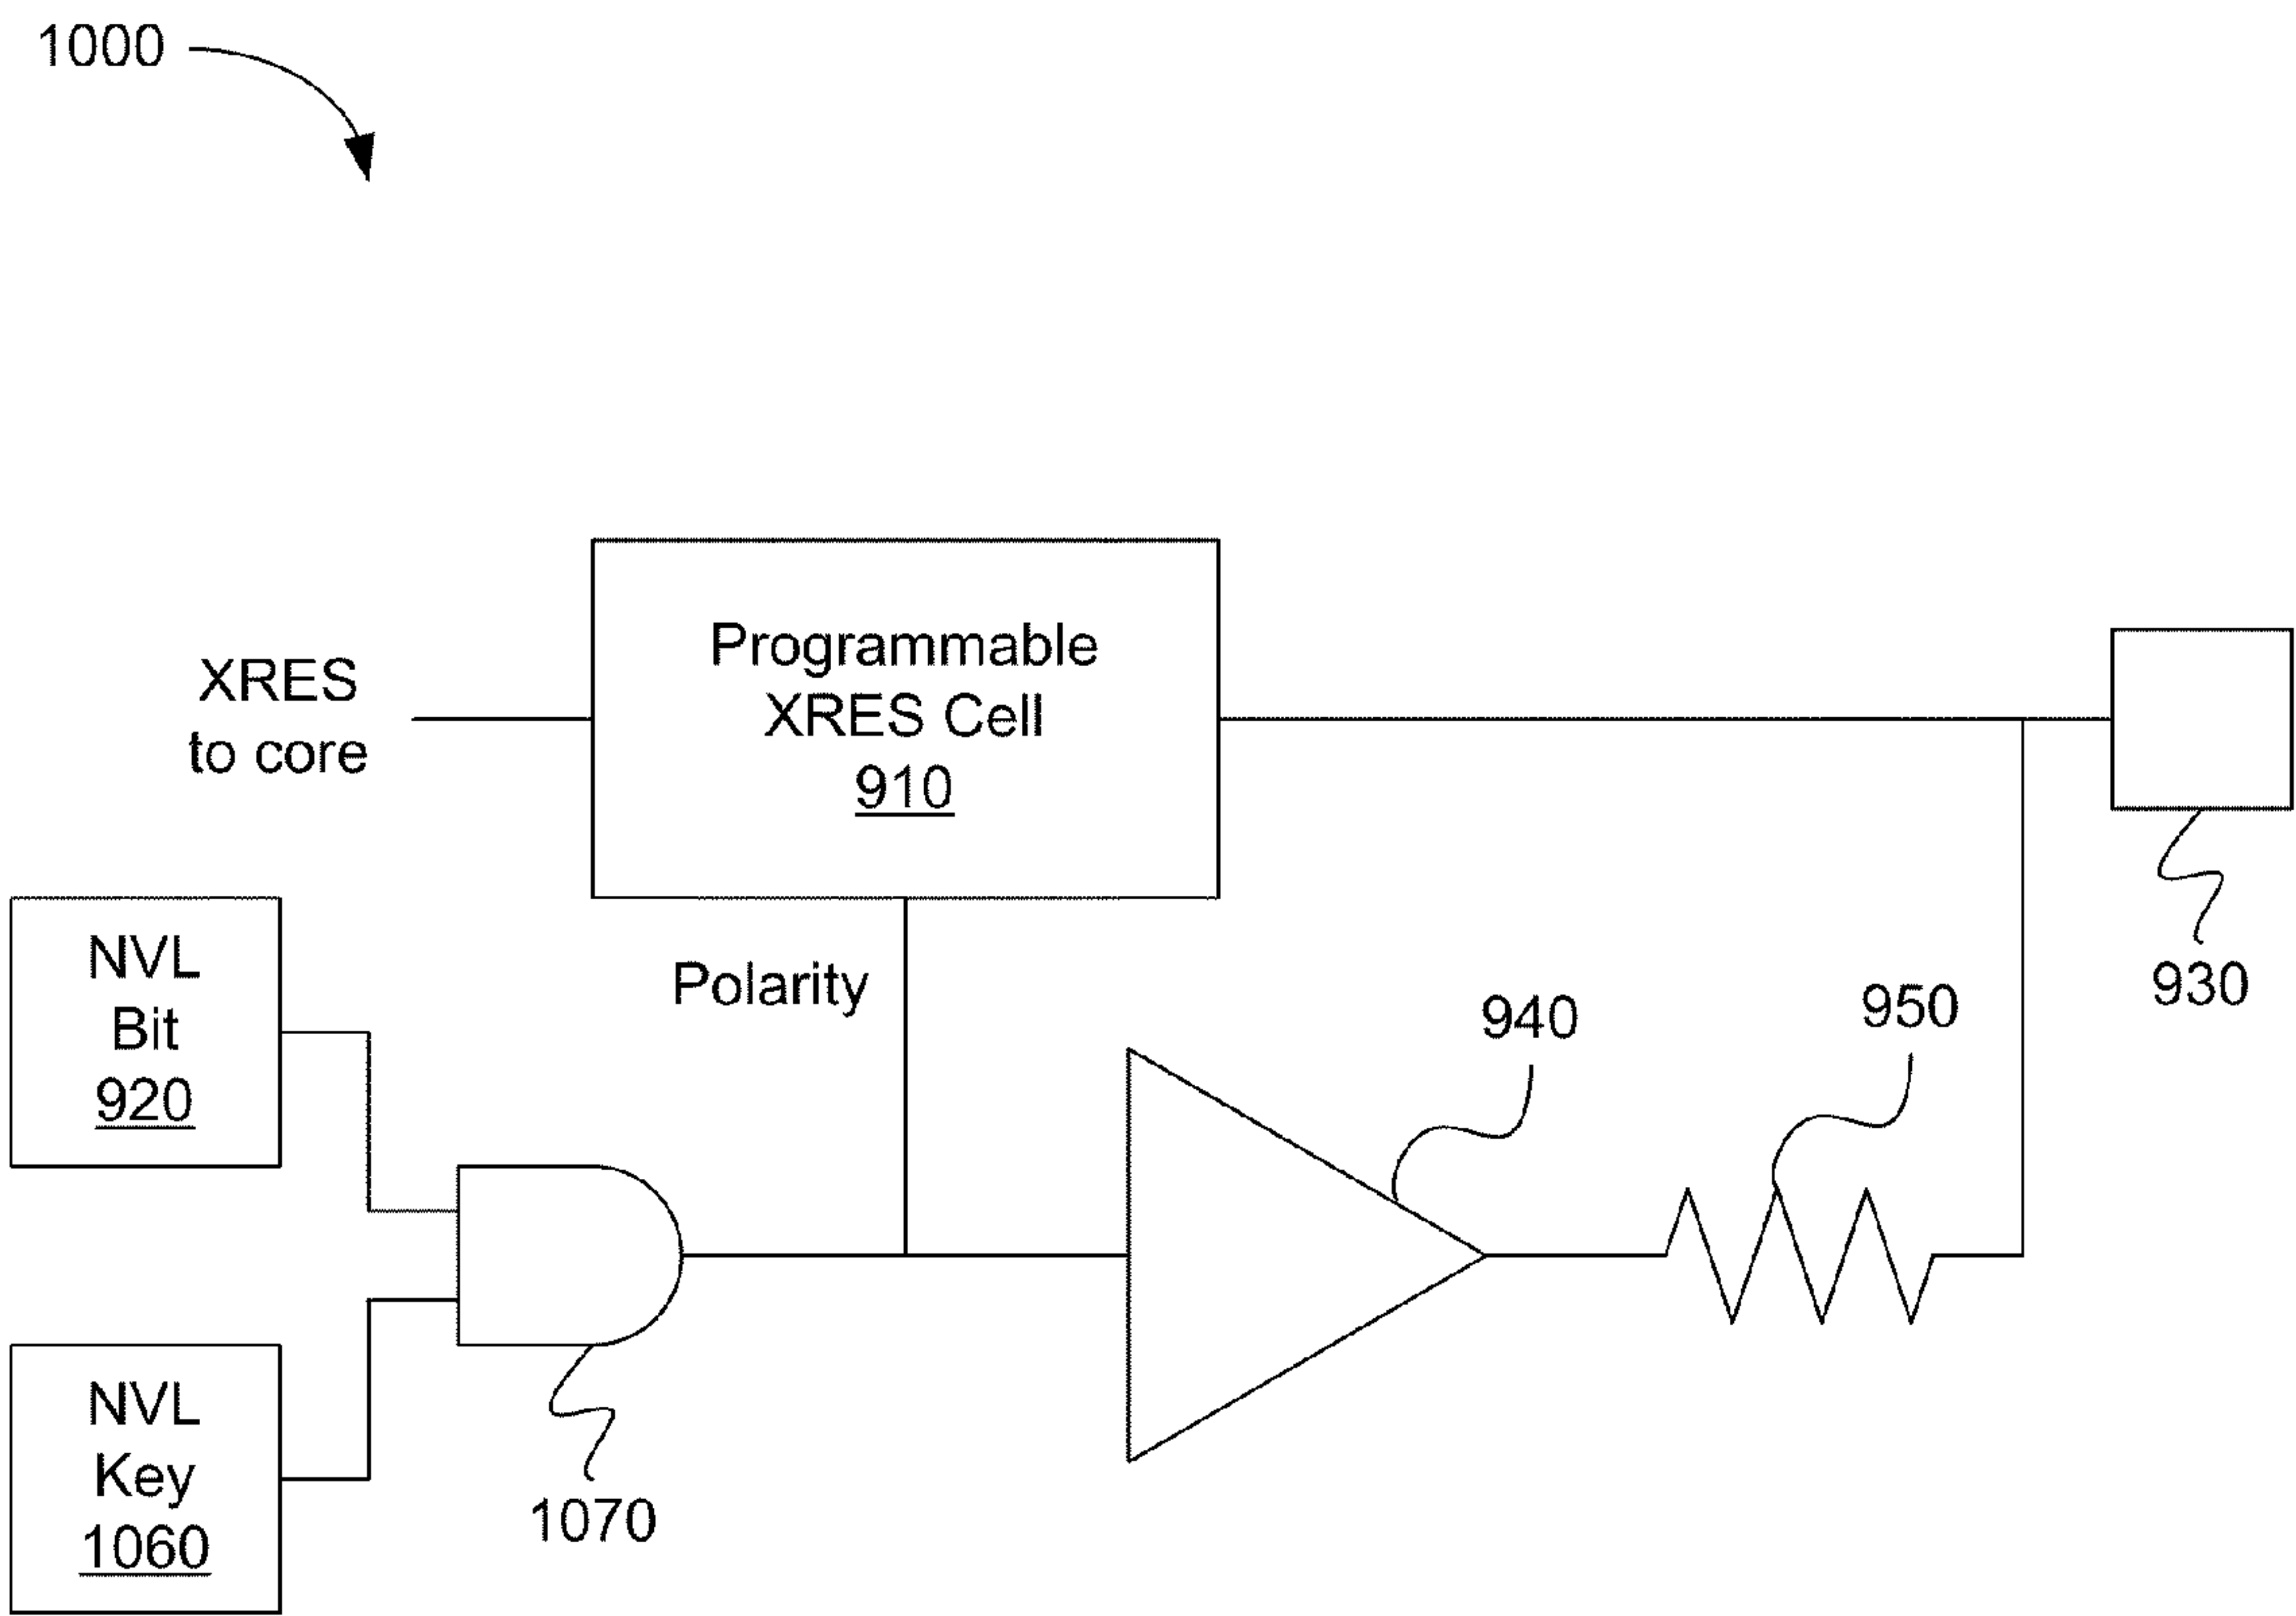 1000
XRES
to core
Programmable
XRES Cell
910
930
NVL
Bit
920
Polarity
940
950
NVL
Key
1060
1070